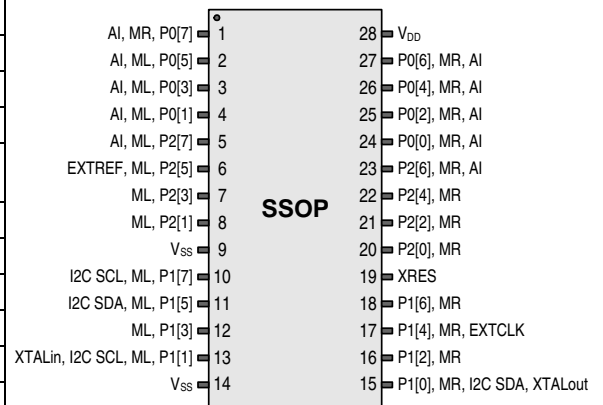 AI, MR, P0[7] 1 28 VDD
AI, ML, P0[5] 2 27 P0[6], MR, AI
AI, ML, P0[3] 3 26 P0[4], MR, AI
AI, ML, P0[1] 4 25 P0[2], MR, AI
AI, ML, P2[7] 5 24 P0[0], MR, AI
EXTREF, ML, P2[5] 6 23 P2[6], MR, AI
ML, P2[3] 7 22 P2[4], MR
SSOP
ML, P2[1] 8 21 P2[2], MR
VSS 9 20 P2[0], MR
I2C SCL, ML, P1[7] 10 19 XRES
I2C SDA, ML, P1[5] 11 18 P1[6], MR
ML, P1[3] 12 17 P1[4], MR, EXTCLK
XTALin, I2C SCL, ML, P1[1] 13 16 P1[2], MR
VSS 14 15 P1[0], MR, I2C SDA, XTALout